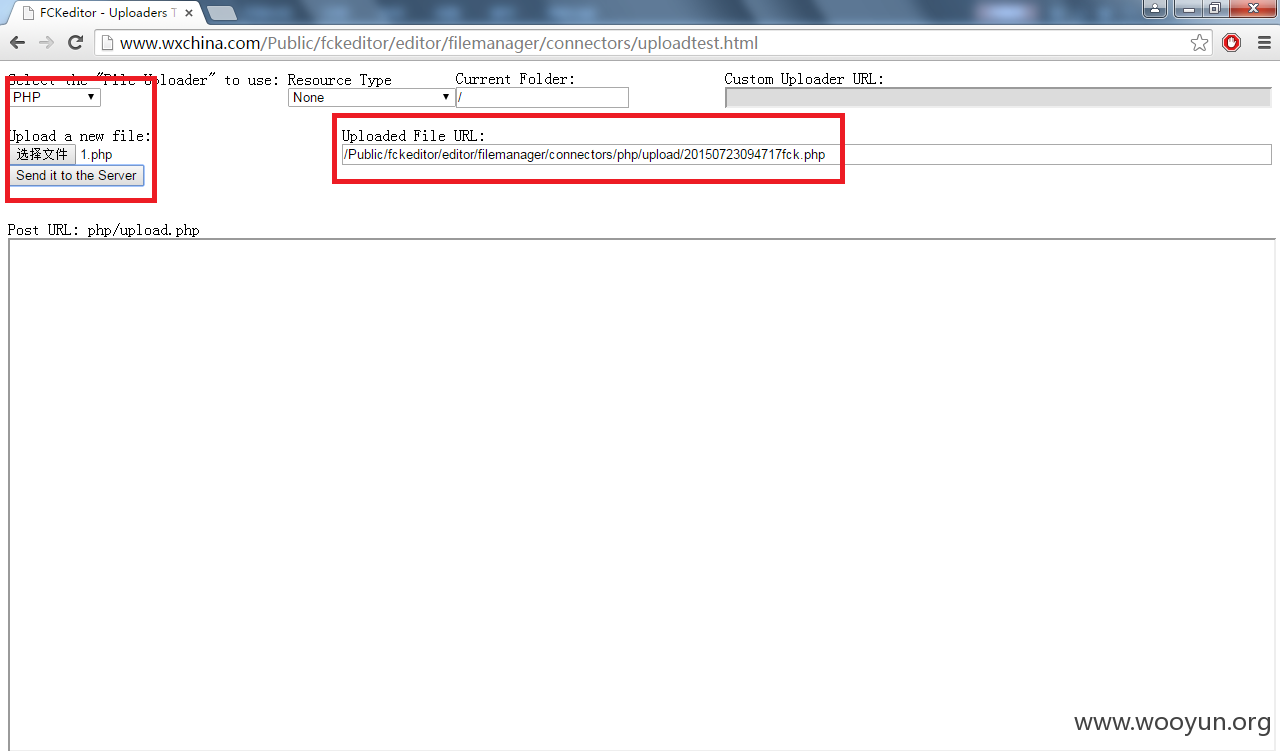 FCKeditor - Uploaders T
www.wxchina.com/Public/fckeditor/editor/filemanager/connectors/uploadtest.html
Select the "File Uploader" to use: Resource Type Current Folder: Custom Uploader URL:
PHP None /
Upload a new file: Uploaded File URL:
选择文件 1.php /Public/fckeditor/editor/filemanager/connectors/php/upload/20150723094717fck.php
Send it to the Server
Post URL: php/upload.php
www.wooyun.org